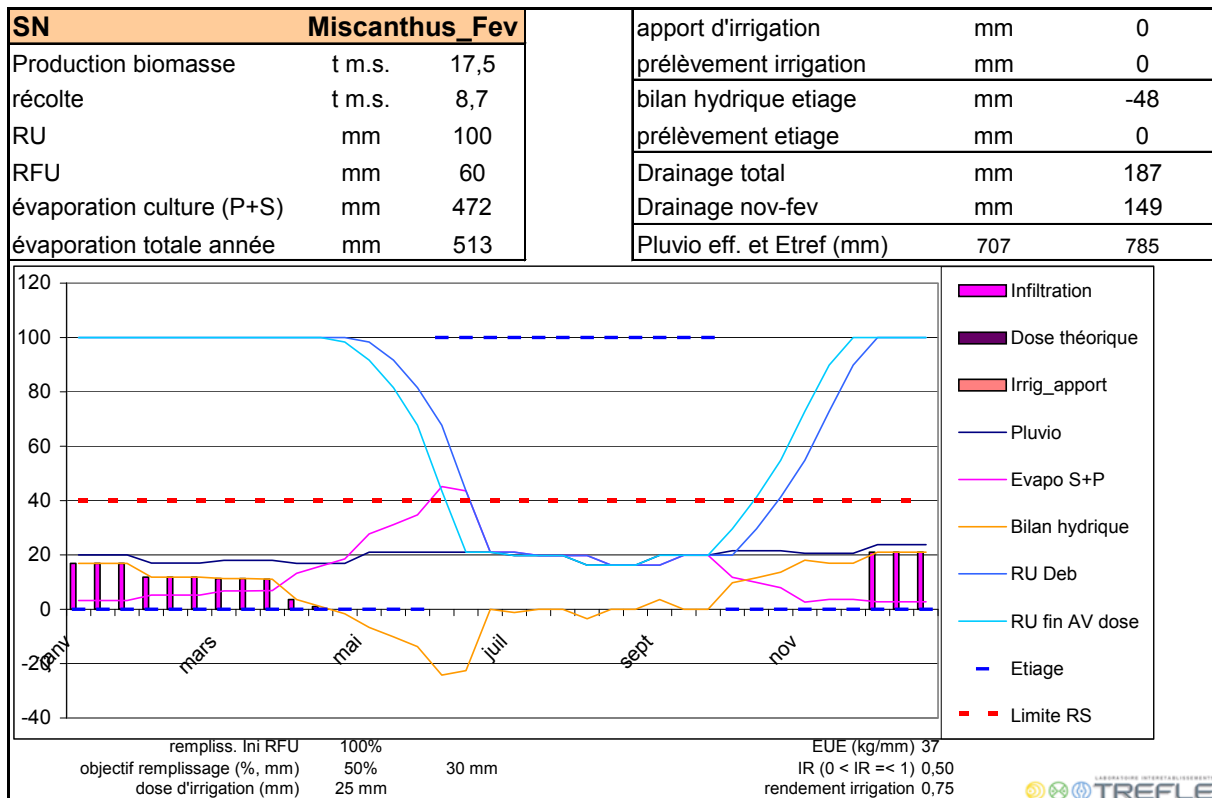 SN Miscanthus_Fev
Production biomasse t m.s. 17,5
récolte t m.s. 8,7
RU mm 100
RFU mm 60
évaporation culture (P+S) mm 472
évaporation totale année mm 513
apport d'irrigation mm 0
prélèvement irrigation mm 0
bilan hydrique etiage mm -48
prélèvement etiage mm 0
Drainage total mm 187
Drainage nov-fev mm 149
Pluvio eff. et Etref (mm) 707 785
120
100
80
60
40
20
0
-20
-40
janv mars mai juil sept nov
Infiltration
Dose théorique
Irrig_apport
Pluvio
Evapo S+P
Bilan hydrique
RU Deb
RU fin AV dose
Etiage
Limite RS
rempliss. Ini RFU 100%
objectif remplissage (%, mm) 50% 30 mm
dose d'irrigation (mm) 25 mm
EUE (kg/mm) 37
IR (0 < IR =< 1) 0,50
rendement irrigation 0,75
LABORATOIRE INTERETABLISSEMENTS
TREFLE